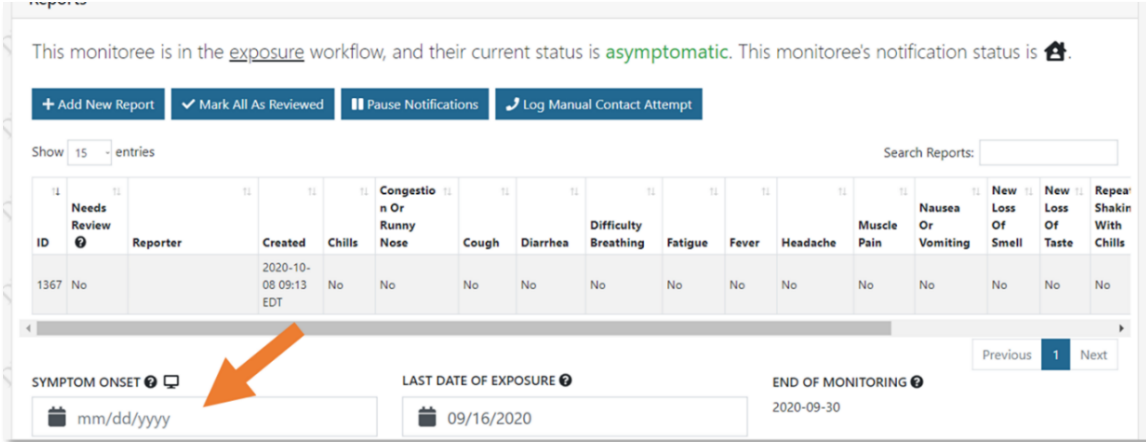 Reports
This monitoree is in the exposure workflow, and their current status is asymptomatic. This monitoree's notification status is .
Add New Report Mark All As Reviewed Pause Notifications Log Manual Contact Attempt
Show 15 entries Search Reports:
ID Needs Review Reporter Created Chills Congestio n Or Runny Nose Cough Diarrhea Difficulty Breathing Fatigue Fever Headache Muscle Pain Nausea Or Vomiting New Loss Of Smell New Loss Of Taste Repea Shakin With Chills
1367 No 2020-10-08 09:13 EDT No No No No No No No No No No No No No
Previous 1 Next
SYMPTOM ONSET LAST DATE OF EXPOSURE END OF MONITORING
mm/dd/yyyy 09/16/2020 2020-09-30